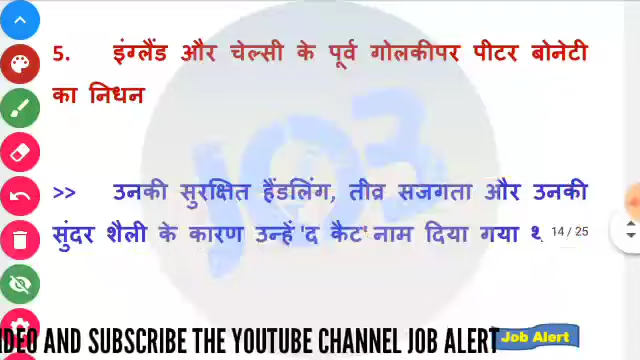 5. इंग्लैंड और चेल्सी के पूर्व गोलकीपर पीटर बोनेटी
का निधन
>> उनकी सुरक्षित हैंडलिंग, तीव्र सजगता और उनकी
सुंदर शैली के कारण उन्हें 'द कैट' नाम दिया गया
14 / 25
AND SUBSCRIBE THE YOUTUBE CHANNEL JOB ALERT
Job Alert